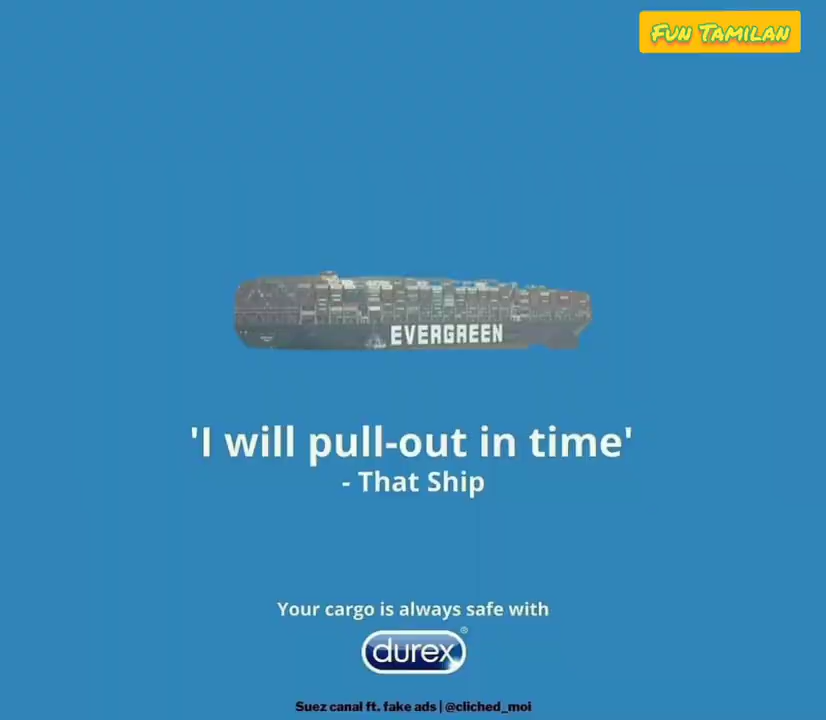 Fun Tamilan
EVERGREEN
'I will pull-out in time'
- That Ship
Your cargo is always safe with
durex®
Suez canal ft. fake ads | @cliched_moi